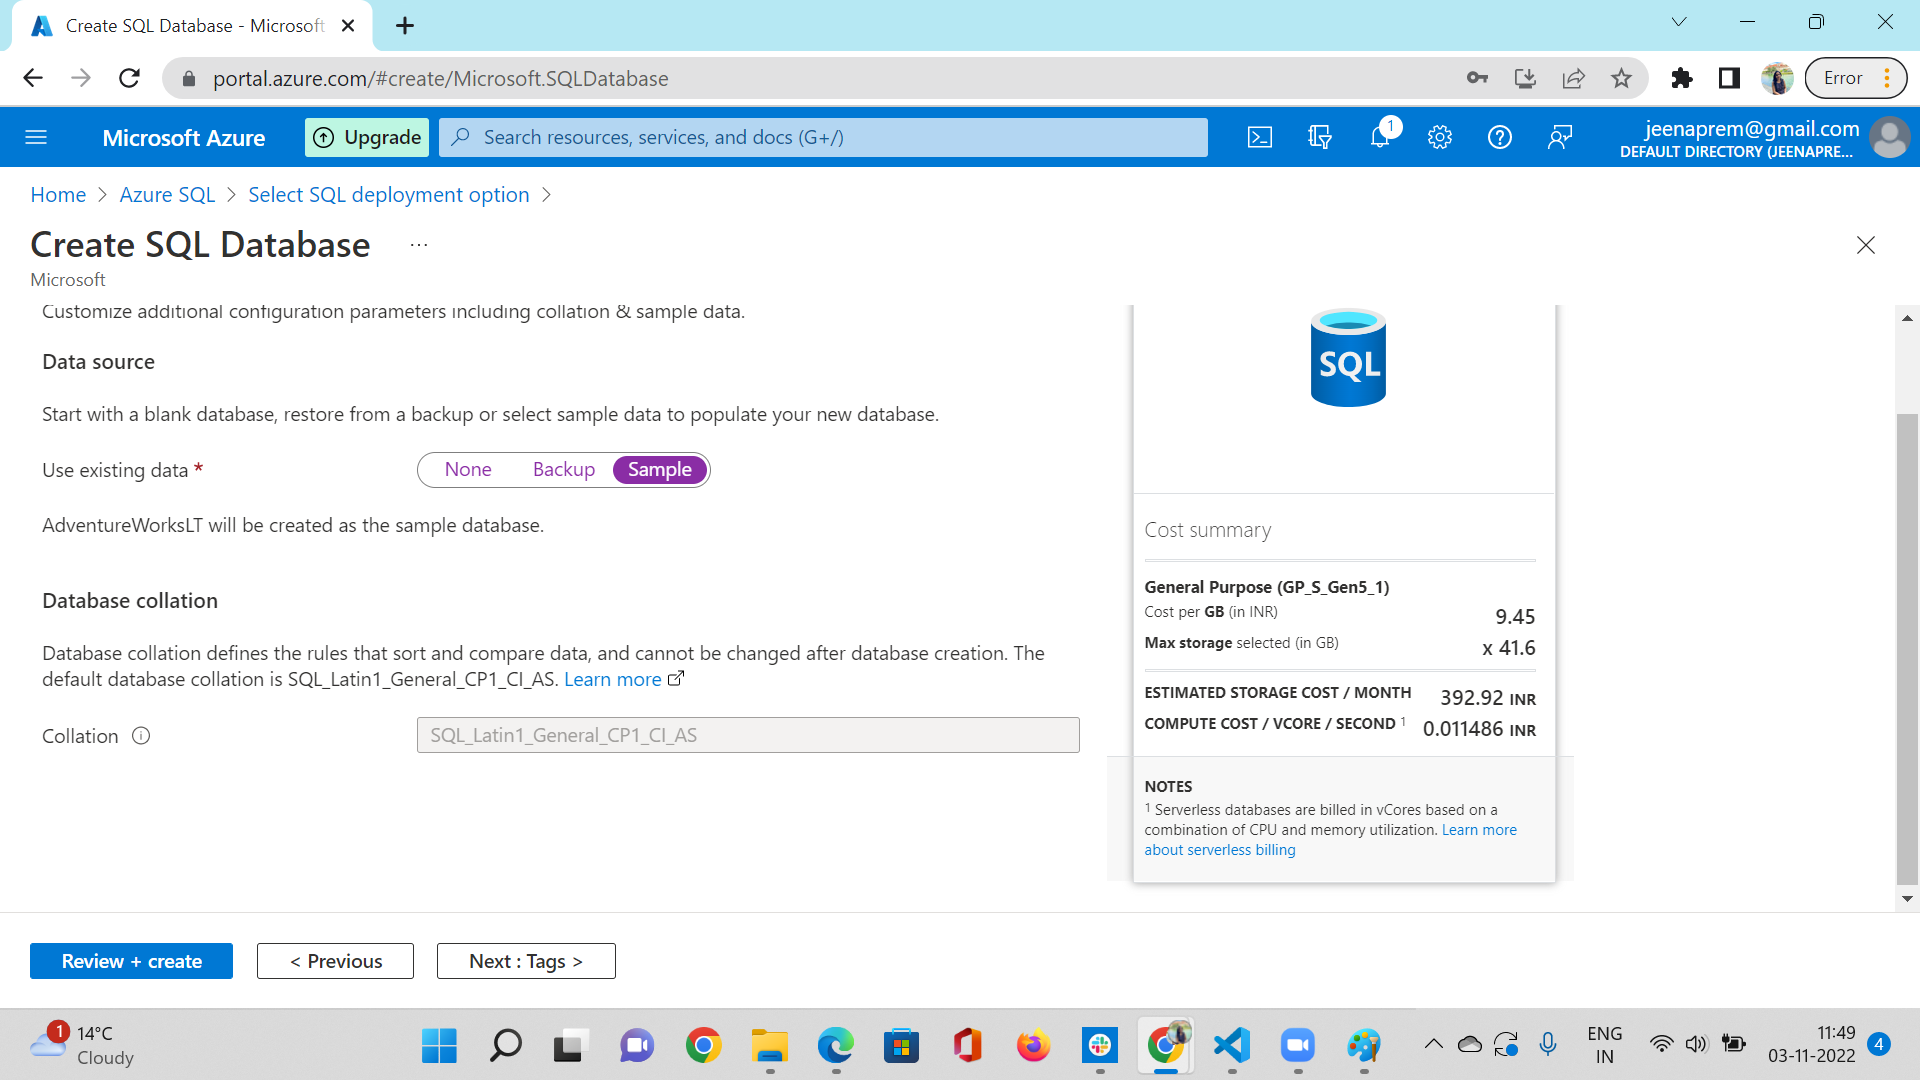 Create SQL Database - Microsoft
portal.azure.com/#create/Microsoft.SQLDatabase
Error
Microsoft Azure
Upgrade
Search resources, services, and docs (G+/)
1
jeenaprem@gmail.com
DEFAULT DIRECTORY (JEENAPRE...
Home > Azure SQL > Select SQL deployment option >
Create SQL Database ...
Microsoft
Customize additional configuration parameters including collation & sample data.
Data source
Start with a blank database, restore from a backup or select sample data to populate your new database.
Use existing data *
None Backup Sample
AdventureWorksLT will be created as the sample database.
Database collation
Database collation defines the rules that sort and compare data, and cannot be changed after database creation. The
default database collation is SQL_Latin1_General_CP1_CI_AS. Learn more
Collation
SQL_Latin1_General_CP1_CI_AS
SQL
Cost summary
General Purpose (GP_S_Gen5_1)
Cost per GB (in INR) 9.45
Max storage selected (in GB) x 41.6
ESTIMATED STORAGE COST / MONTH 392.92 INR
COMPUTE COST / VCORE / SECOND 1 0.011486 INR
NOTES
1 Serverless databases are billed in vCores based on a
combination of CPU and memory utilization. Learn more
about serverless billing
Review + create
< Previous
Next : Tags >
1
14°C
Cloudy
ENG
IN
11:49
03-11-2022
4